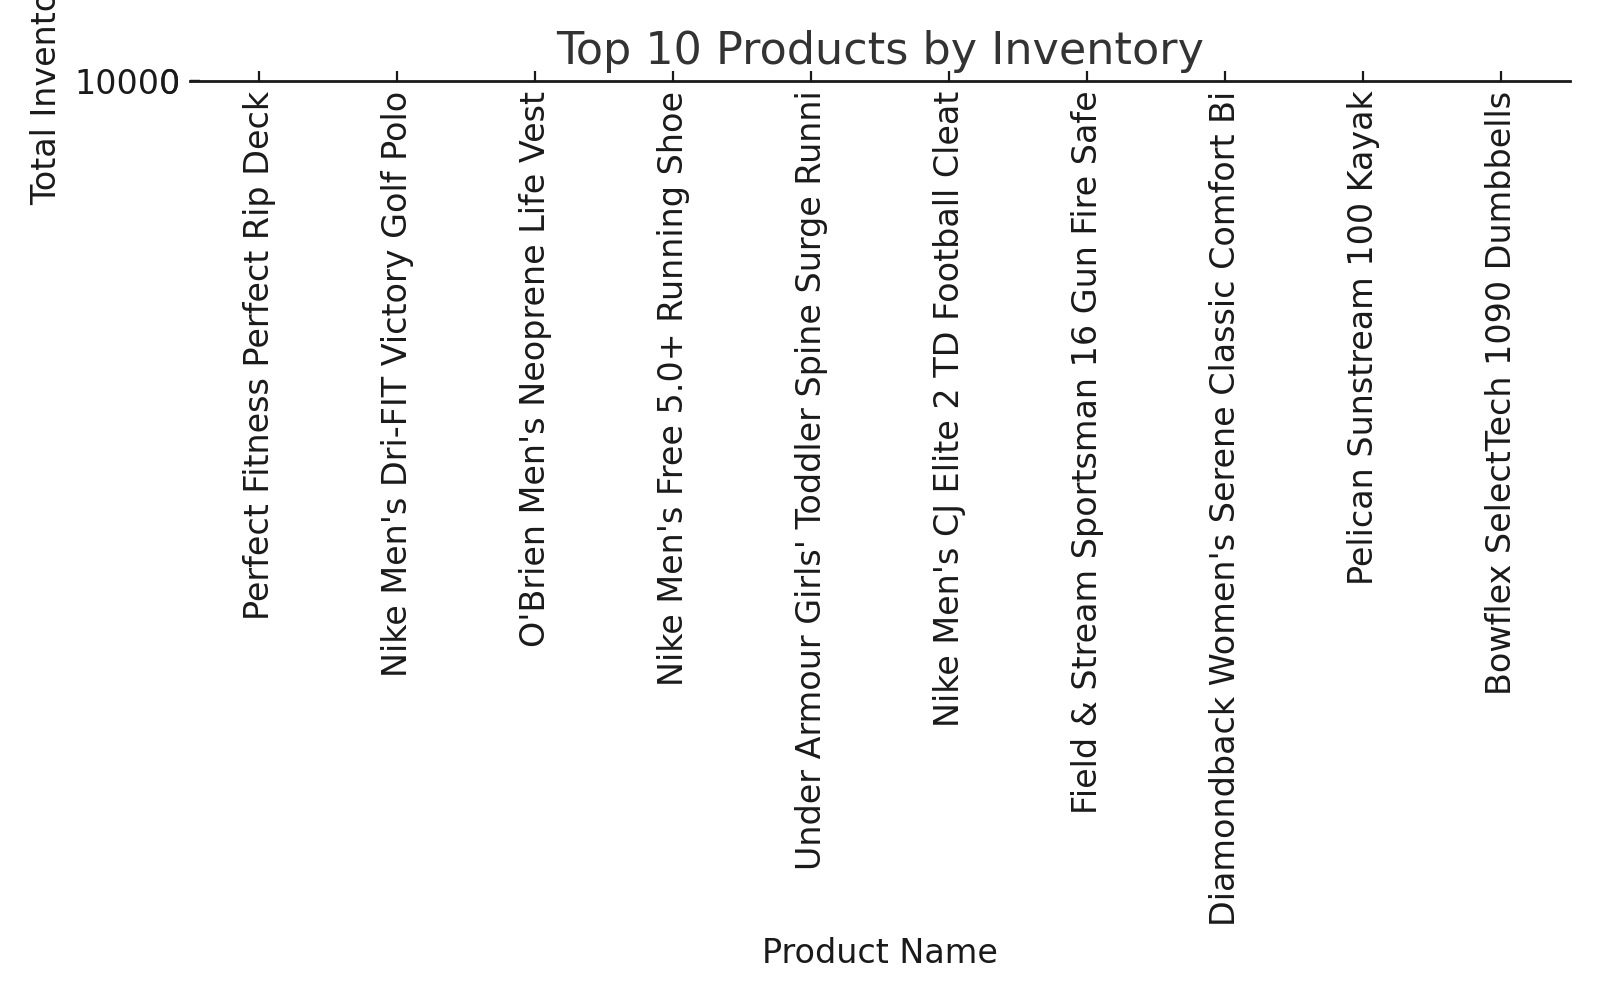 Top 10 Products by Inventory
Total Invento
10000
Perfect Fitness Perfect Rip Deck
Nike Men's Dri-FIT Victory Golf Polo
O'Brien Men's Neoprene Life Vest
Nike Men's Free 5.0+ Running Shoe
Under Armour Girls' Toddler Spine Surge Runni
Nike Men's CJ Elite 2 TD Football Cleat
Field & Stream Sportsman 16 Gun Fire Safe
Diamondback Women's Serene Classic Comfort Bi
Pelican Sunstream 100 Kayak
Bowflex SelectTech 1090 Dumbbells
Product Name